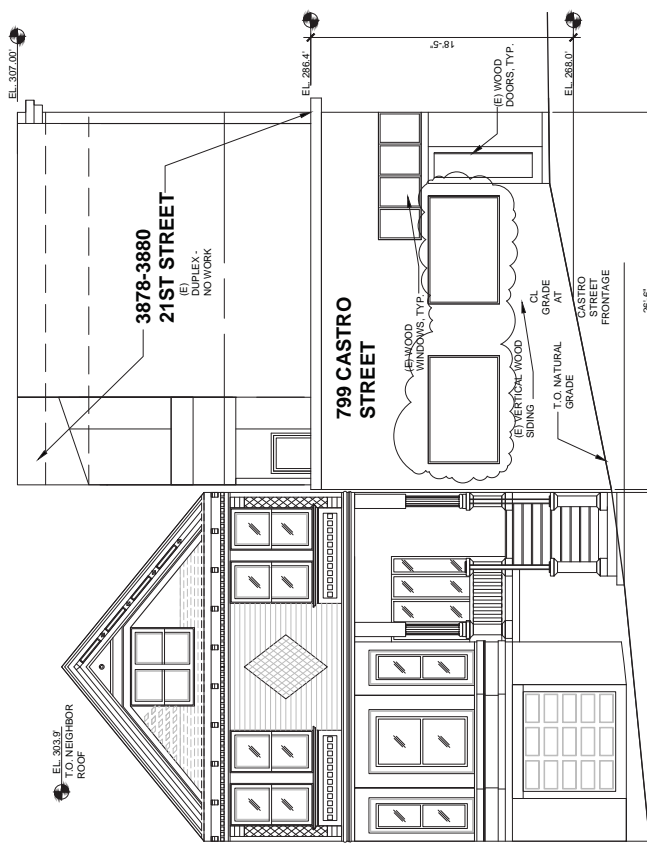 EL. 307.00'
3878-3880
21ST STREET
(E)
DUPLEX -
NO WORK
EL. 286.4'
18'-5"
EL. 268.0'
799 CASTRO
STREET
(E) WOOD
WINDOWS, TYP.
(E) WOOD
DOORS, TYP.
(E) VERTICAL WOOD
SIDING
CL
GRADE
AT
CASTRO
STREET
FRONTAGE
T.O. NATURAL
GRADE
EL. 303.9'
T.O. NEIGHBOR
ROOF